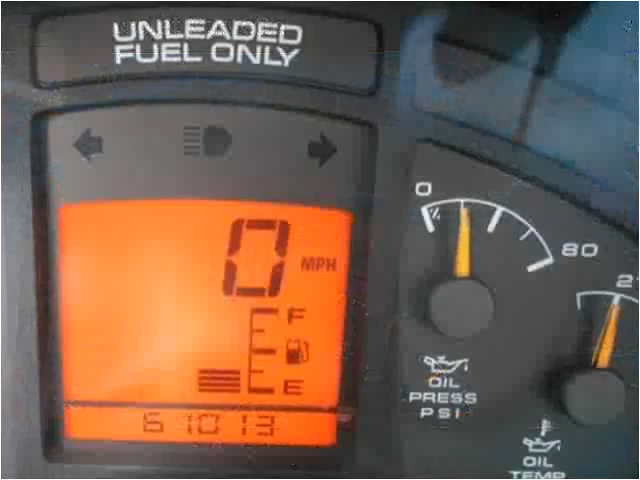 UNLEADED
FUEL ONLY
0 MPH
F
E
61013
0
80
OIL
PRESS
PSI
OIL
TEMP